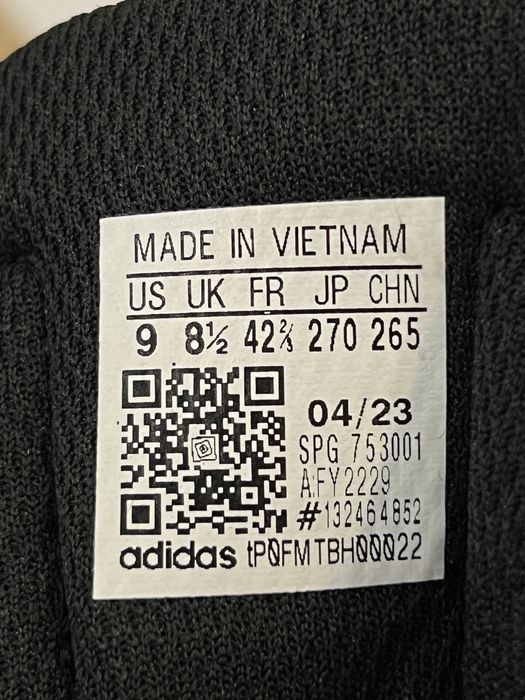 MADE IN VIETNAM
US UK FR JP CHN
9 8½ 42⅔ 270 265
04/23
SPG 753001
A:FY2229
#132464852
adidas tP0FMTBH00022